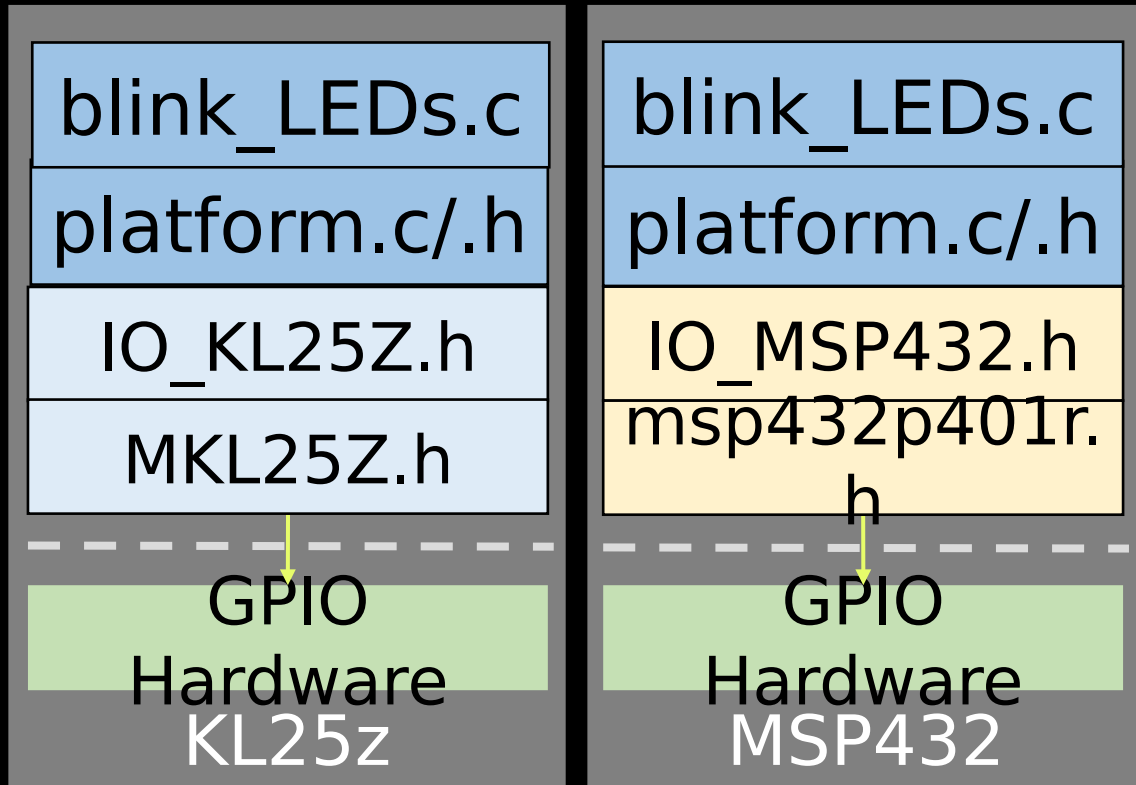 blink_LEDs.c
platform.c/.h
IO_KL25Z.h
MKL25Z.h
GPIO
Hardware
KL25z
blink_LEDs.c
platform.c/.h
IO_MSP432.h
msp432p401r.
h
GPIO
Hardware
MSP432